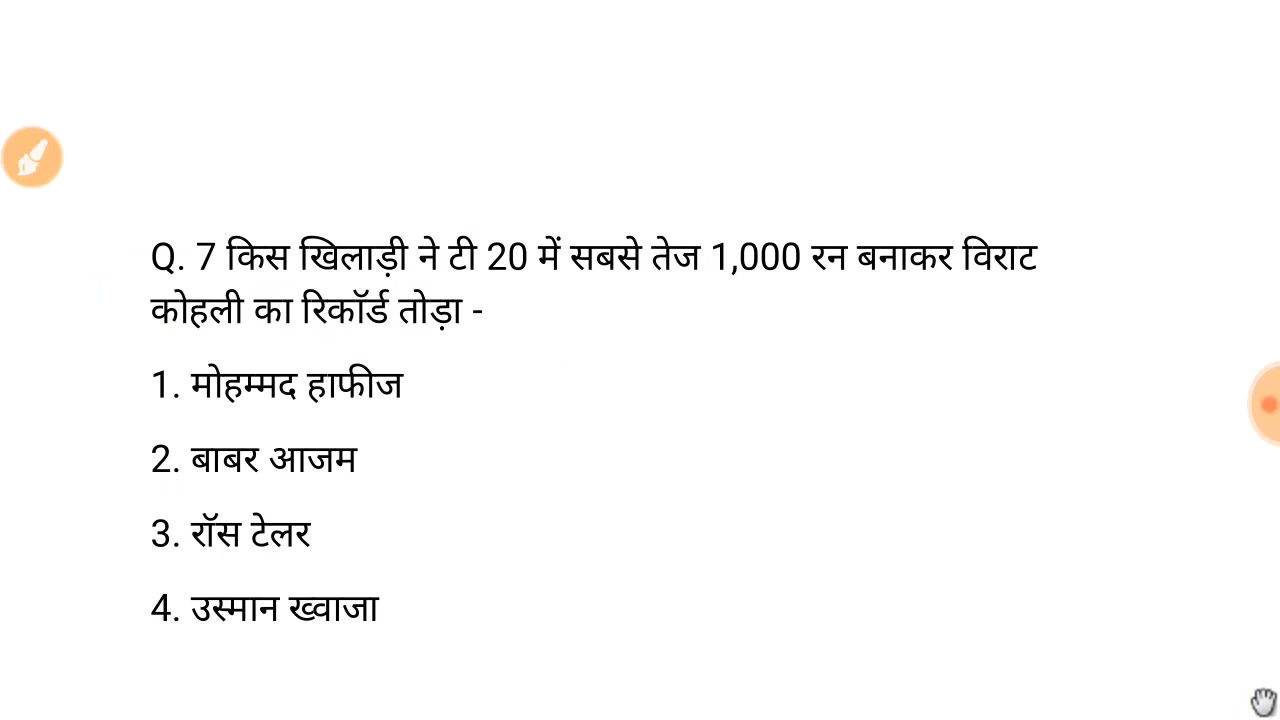 Q. 7 किस खिलाड़ी ने टी 20 में सबसे तेज 1,000 रन बनाकर विराट
कोहली का रिकॉर्ड तोड़ा -
1. मोहम्मद हाफीज
2. बाबर आजम
3. रॉस टेलर
4. उस्मान ख्वाजा